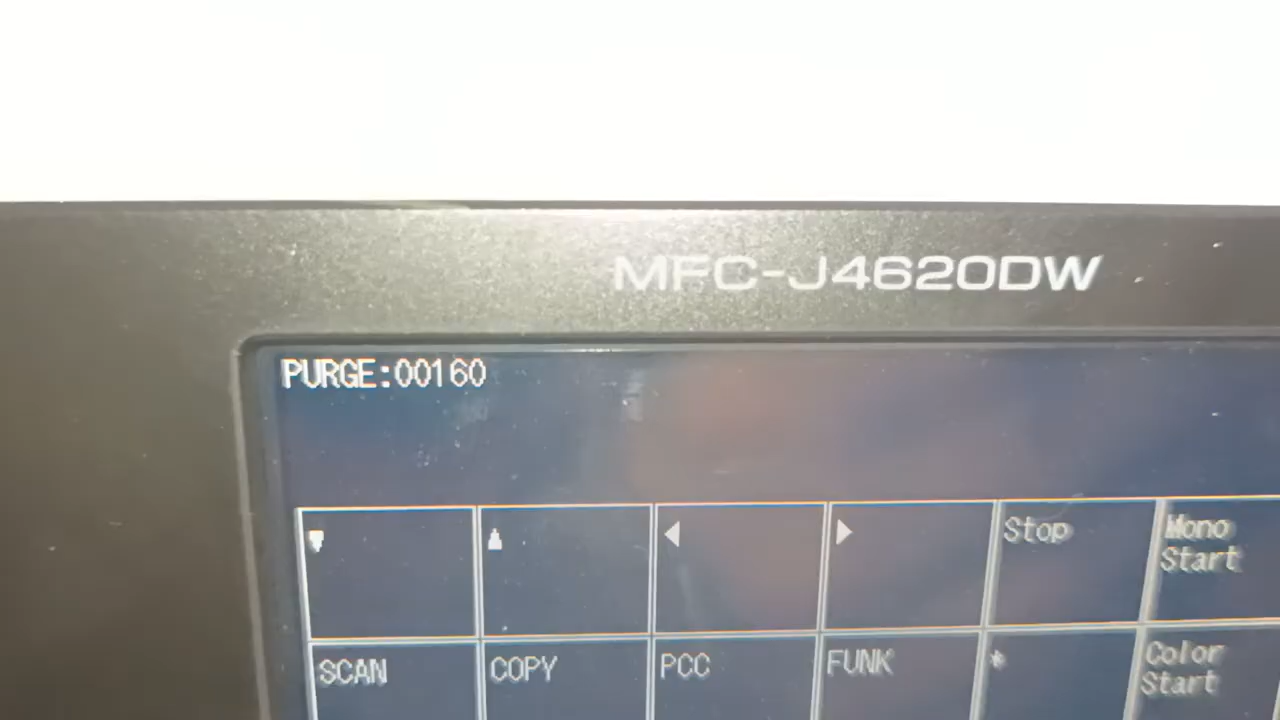 MFC-J4620DW
PURGE:00160
Stop
Mono
Start
SCAN
COPY
PCC
FUNK
*
Color
Start